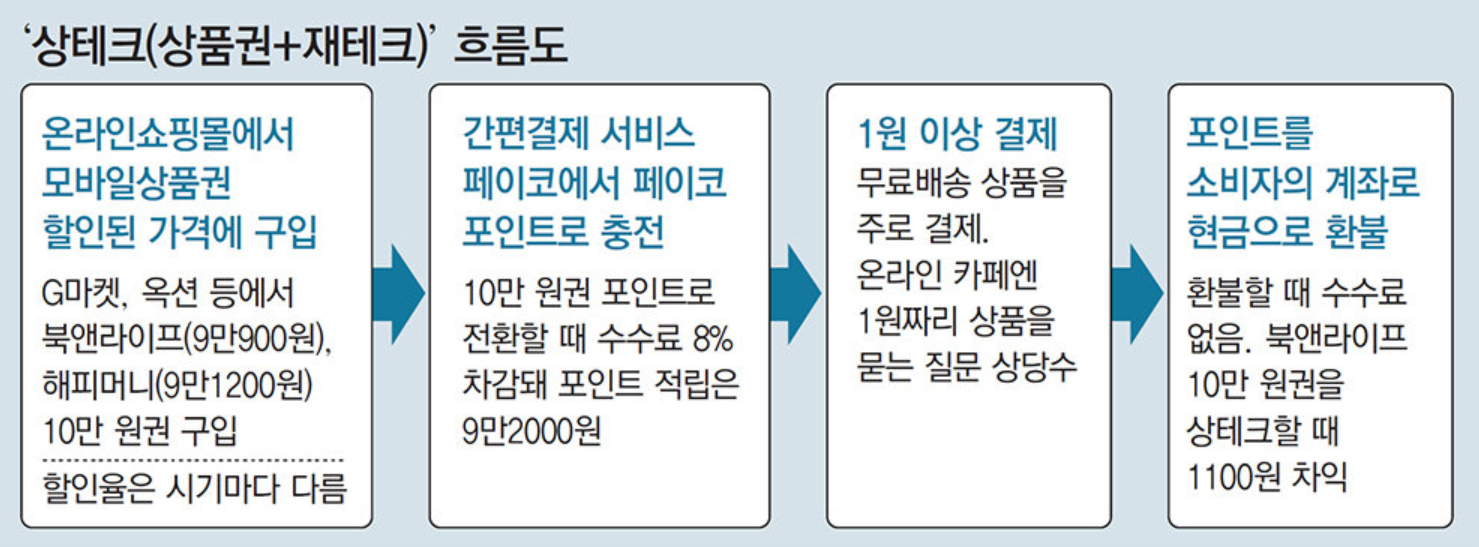 ‘상테크(상품권+재테크)’ 흐름도
온라인쇼핑몰에서
모바일상품권
할인된 가격에 구입
G마켓, 옥션 등에서
북앤라이프(9만900원),
해피머니(9만1200원)
10만 원권 구입
할인율은 시기마다 다름
간편결제 서비스
페이코에서 페이코
포인트로 충전
10만 원권 포인트로
전환할 때 수수료 8%
차감돼 포인트 적립은
9만2000원
1원 이상 결제
무료배송 상품을
주로 결제.
온라인 카페엔
1원짜리 상품을
묻는 질문 상당수
포인트를
소비자의 계좌로
현금으로 환불
환불할 때 수수료
없음. 북앤라이프
10만 원권을
상테크할 때
1100원 차익